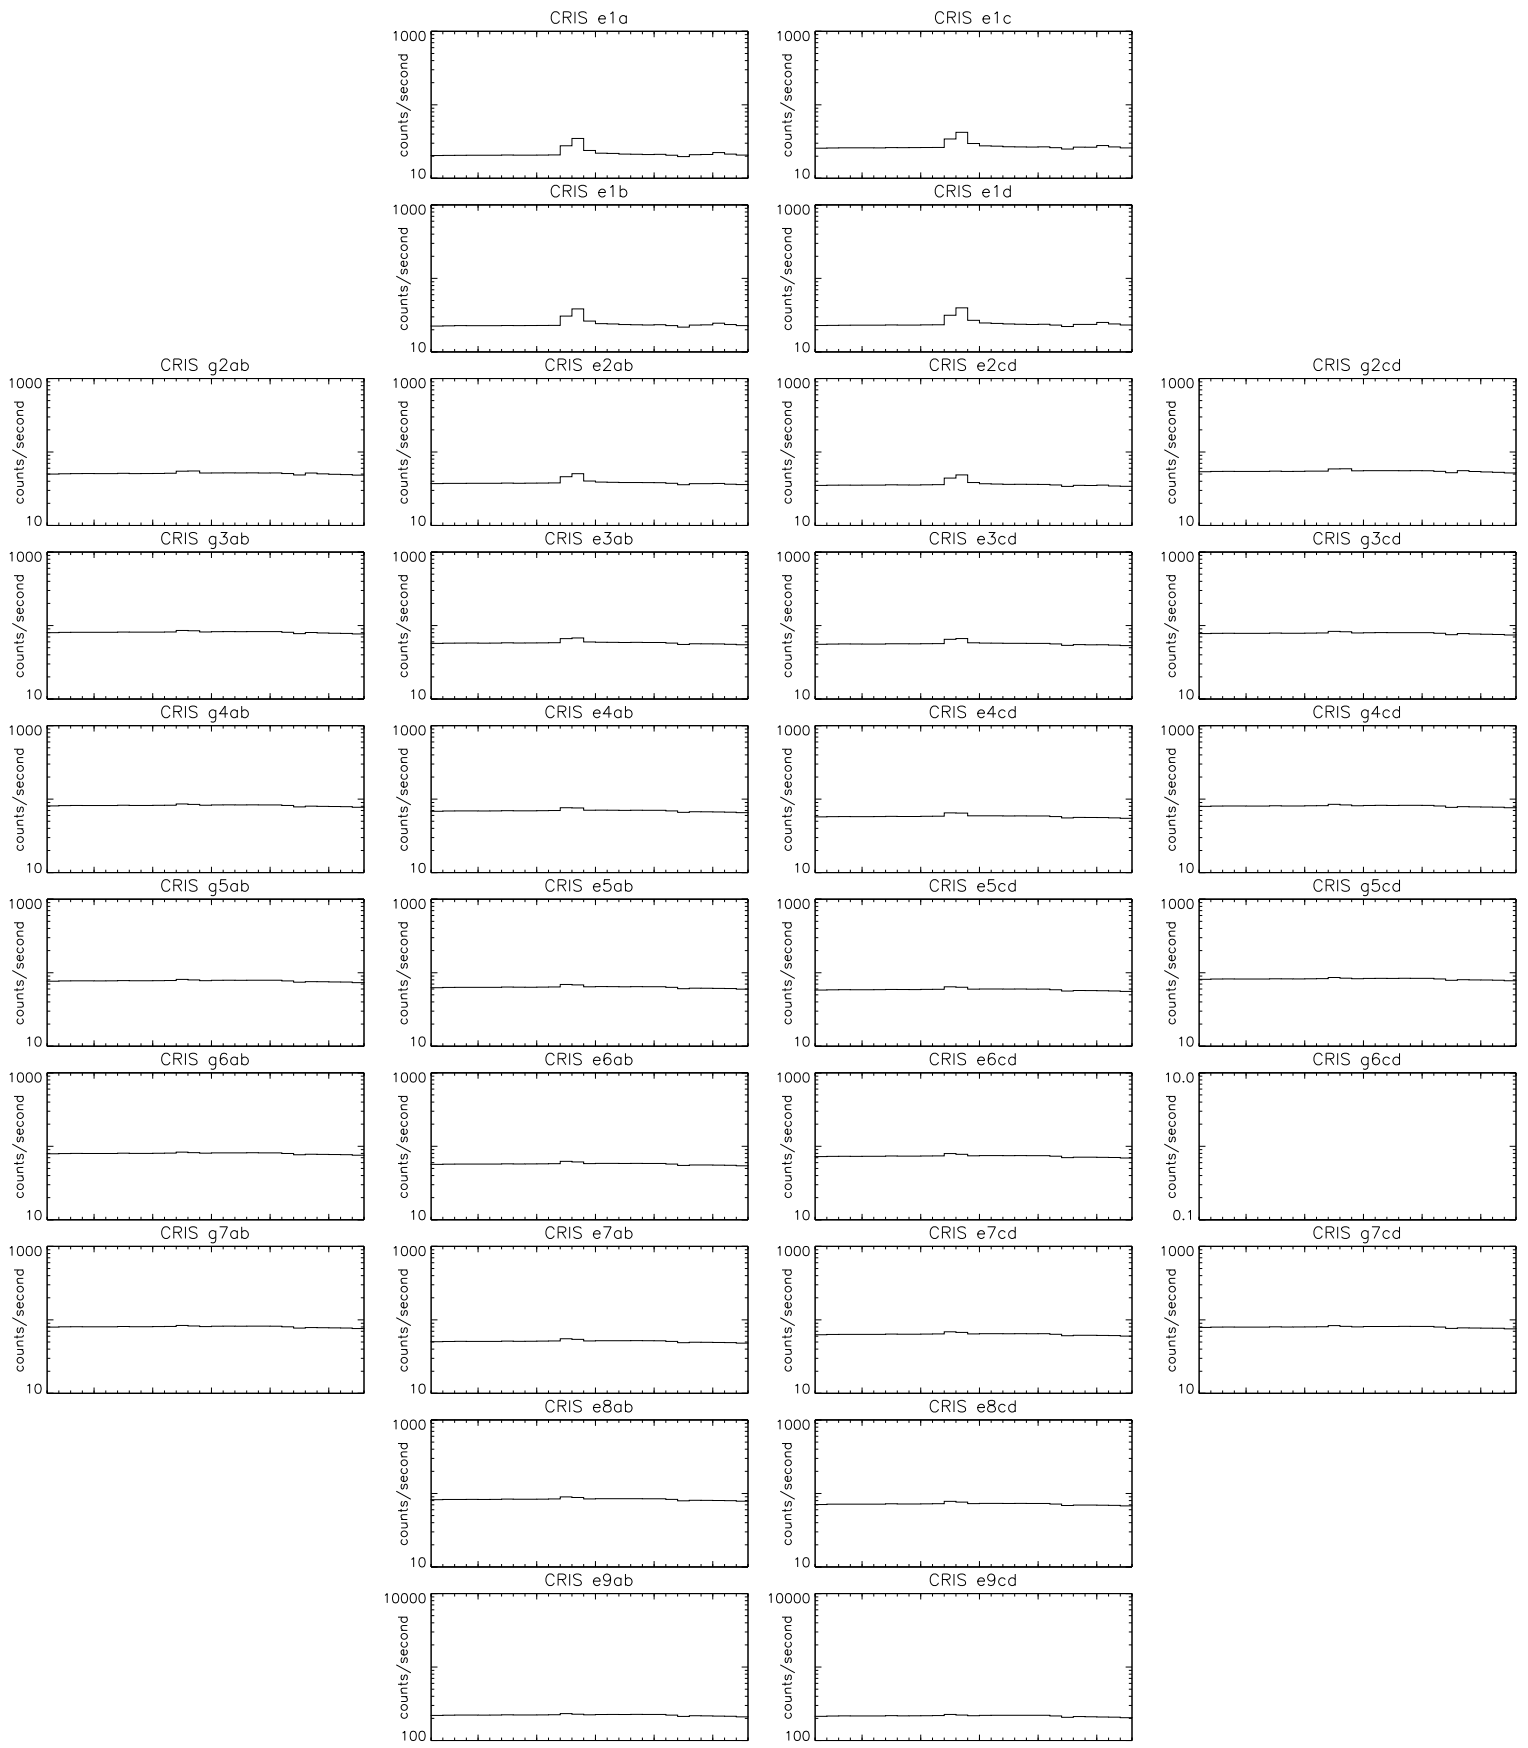 CRIS e1a
1000
counts/second
10
CRIS e1c
1000
counts/second
10
CRIS e1b
1000
counts/second
10
CRIS e1d
1000
counts/second
10
CRIS g2ab
1000
counts/second
10
CRIS e2ab
1000
counts/second
10
CRIS e2cd
1000
counts/second
10
CRIS g2cd
1000
counts/second
10
CRIS g3ab
1000
counts/second
10
CRIS e3ab
1000
counts/second
10
CRIS e3cd
1000
counts/second
10
CRIS g3cd
1000
counts/second
10
CRIS g4ab
1000
counts/second
10
CRIS e4ab
1000
counts/second
10
CRIS e4cd
1000
counts/second
10
CRIS g4cd
1000
counts/second
10
CRIS g5ab
1000
counts/second
10
CRIS e5ab
1000
counts/second
10
CRIS e5cd
1000
counts/second
10
CRIS g5cd
1000
counts/second
10
CRIS g6ab
1000
counts/second
10
CRIS e6ab
1000
counts/second
10
CRIS e6cd
1000
counts/second
10
CRIS g6cd
10.0
counts/second
0.1
CRIS g7ab
1000
counts/second
10
CRIS e7ab
1000
counts/second
10
CRIS e7cd
1000
counts/second
10
CRIS g7cd
1000
counts/second
10
CRIS e8ab
1000
counts/second
10
CRIS e8cd
1000
counts/second
10
CRIS e9ab
10000
counts/second
100
CRIS e9cd
10000
counts/second
100